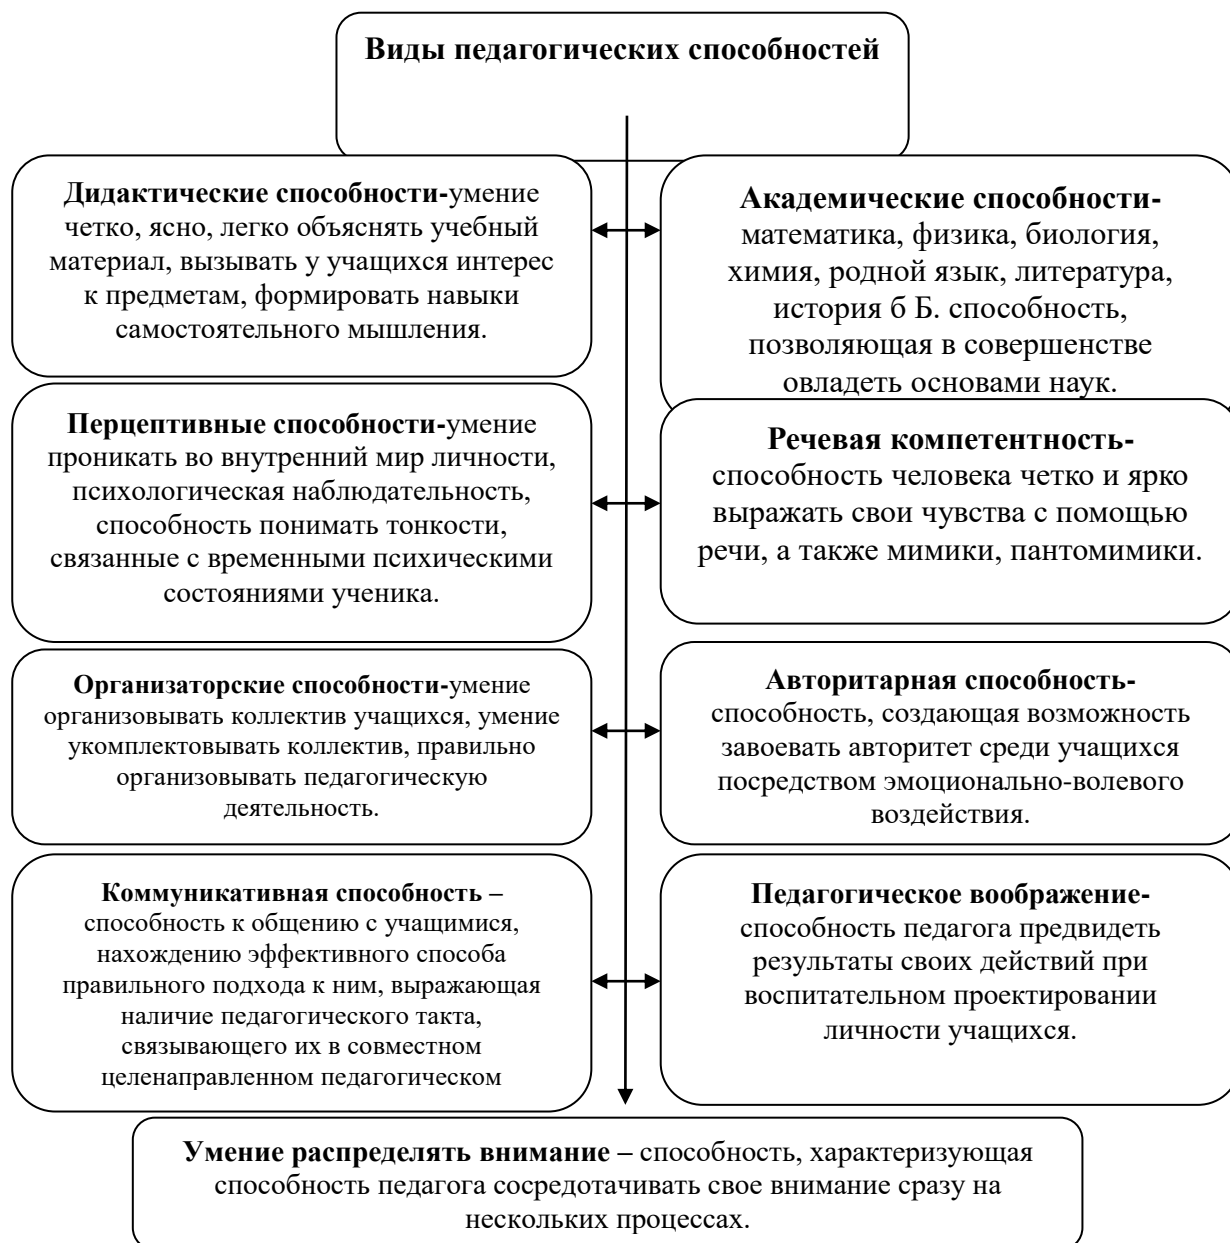 Виды педагогических способностей
Дидактические способности-умение
четко, ясно, легко объяснять учебный
материал, вызывать у учащихся интерес
к предметам, формировать навыки
самостоятельного мышления.
Академические способности-
математика, физика, биология,
химия, родной язык, литература,
история б Б. способность,
позволяющая в совершенстве
овладеть основами наук.
Перцептивные способности-умение
проникать во внутренний мир личности,
психологическая наблюдательность,
способность понимать тонкости,
связанные с временными психическими
состояниями ученика.
Речевая компетентность-
способность человека четко и ярко
выражать свои чувства с помощью
речи, а также мимики, пантомимики.
Организаторские способности-умение
организовывать коллектив учащихся, умение
укомплектовывать коллектив, правильно
организовывать педагогическую
деятельность.
Авторитарная способность-
способность, создающая возможность
завоевать авторитет среди учащихся
посредством эмоционально-волевого
воздействия.
Коммуникативная способность –
способность к общению с учащимися,
нахождению эффективного способа
правильного подхода к ним, выражающая
наличие педагогического такта,
связывающего их в совместном
целенаправленном педагогическом
Педагогическое воображение-
способность педагога предвидеть
результаты своих действий при
воспитательном проектировании
личности учащихся.
Умение распределять внимание – способность, характеризующая
способность педагога сосредотачивать свое внимание сразу на
нескольких процессах.